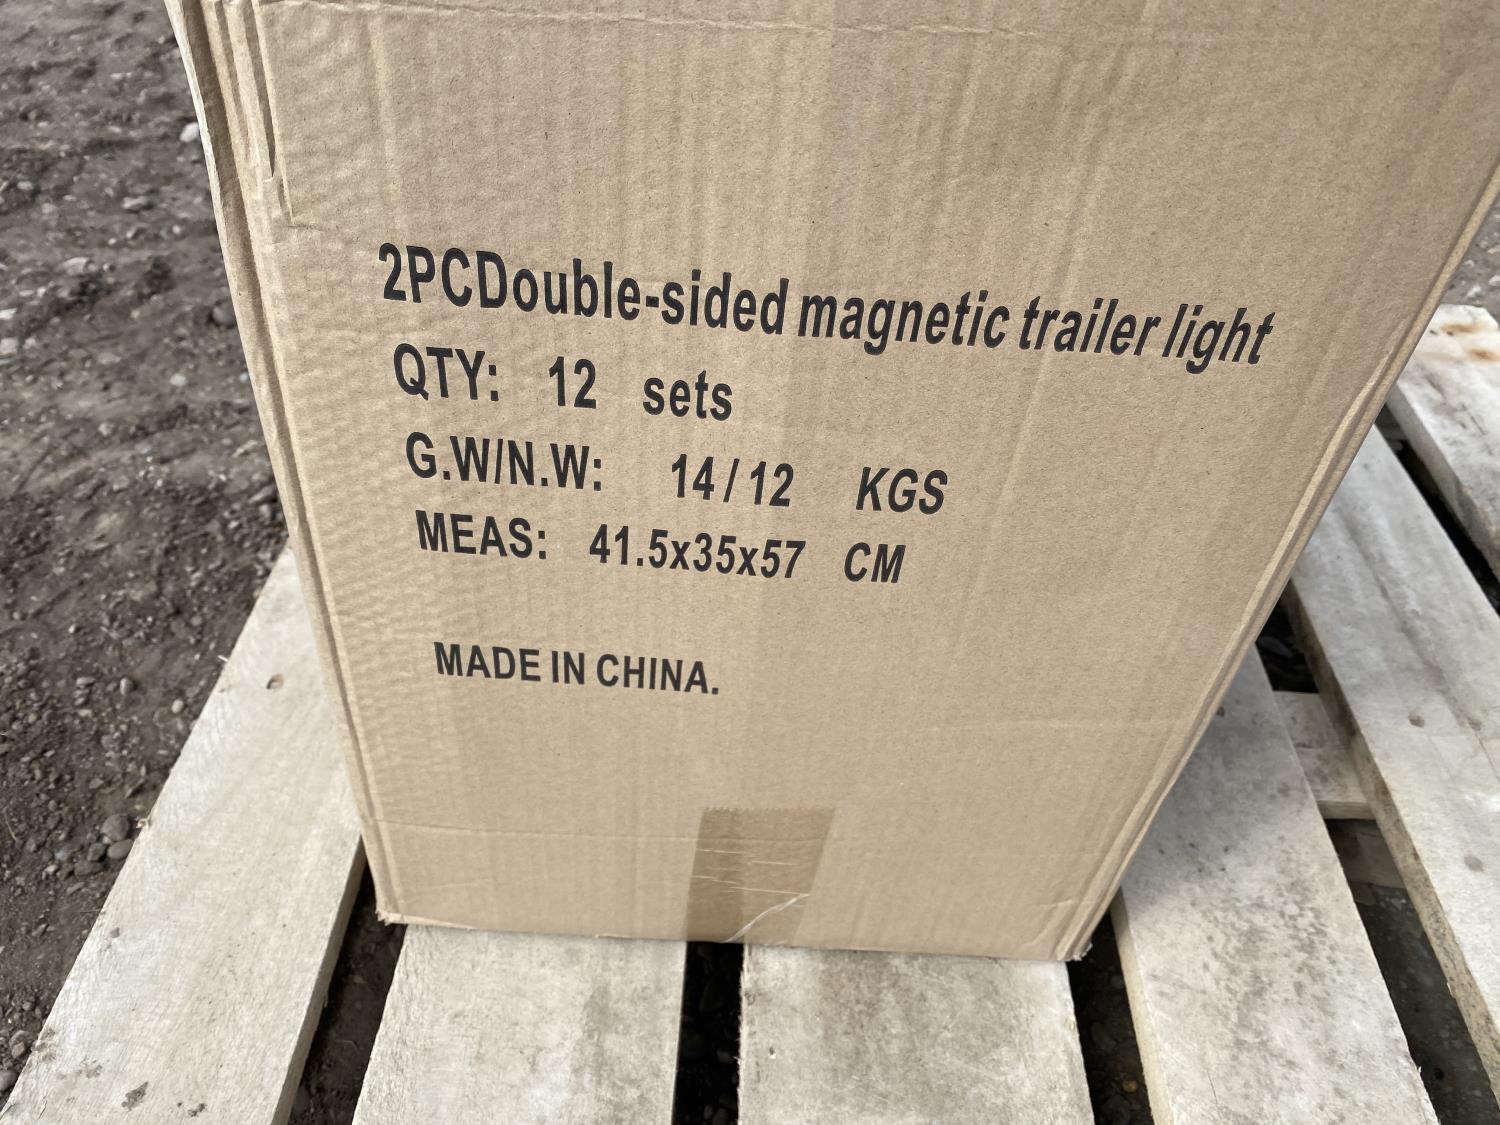 2PCDouble-sided magnetic trailer light
QTY: 12 sets
G.W/N.W: 14/12 KGS
MEAS: 41.5x35x57 CM
MADE IN CHINA.